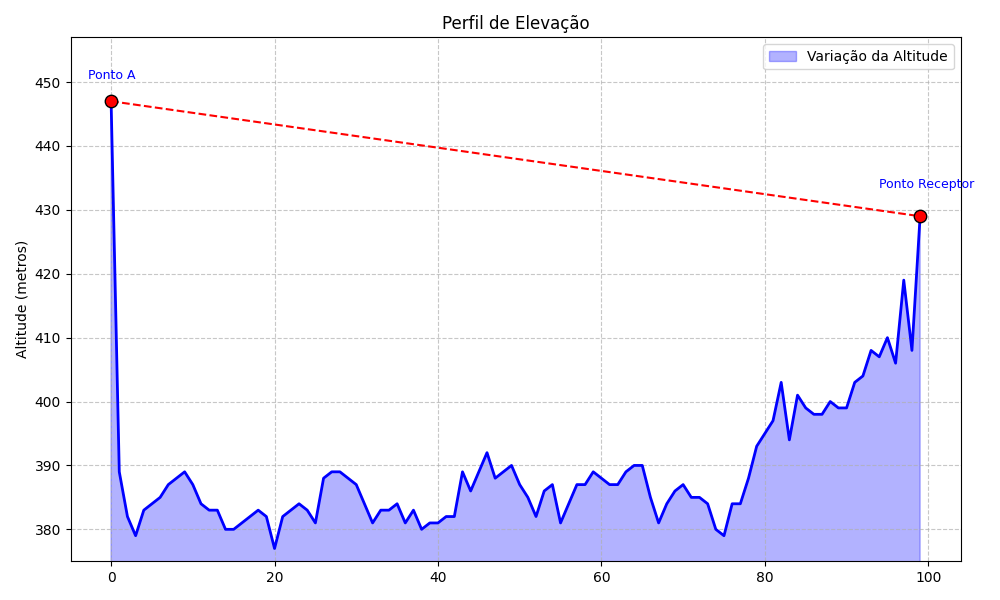 Perfil de Elevação
Variação da Altitude
Ponto A
Ponto Receptor
Altitude (metros)
450
440
430
420
410
400
390
380
0
20
40
60
80
100